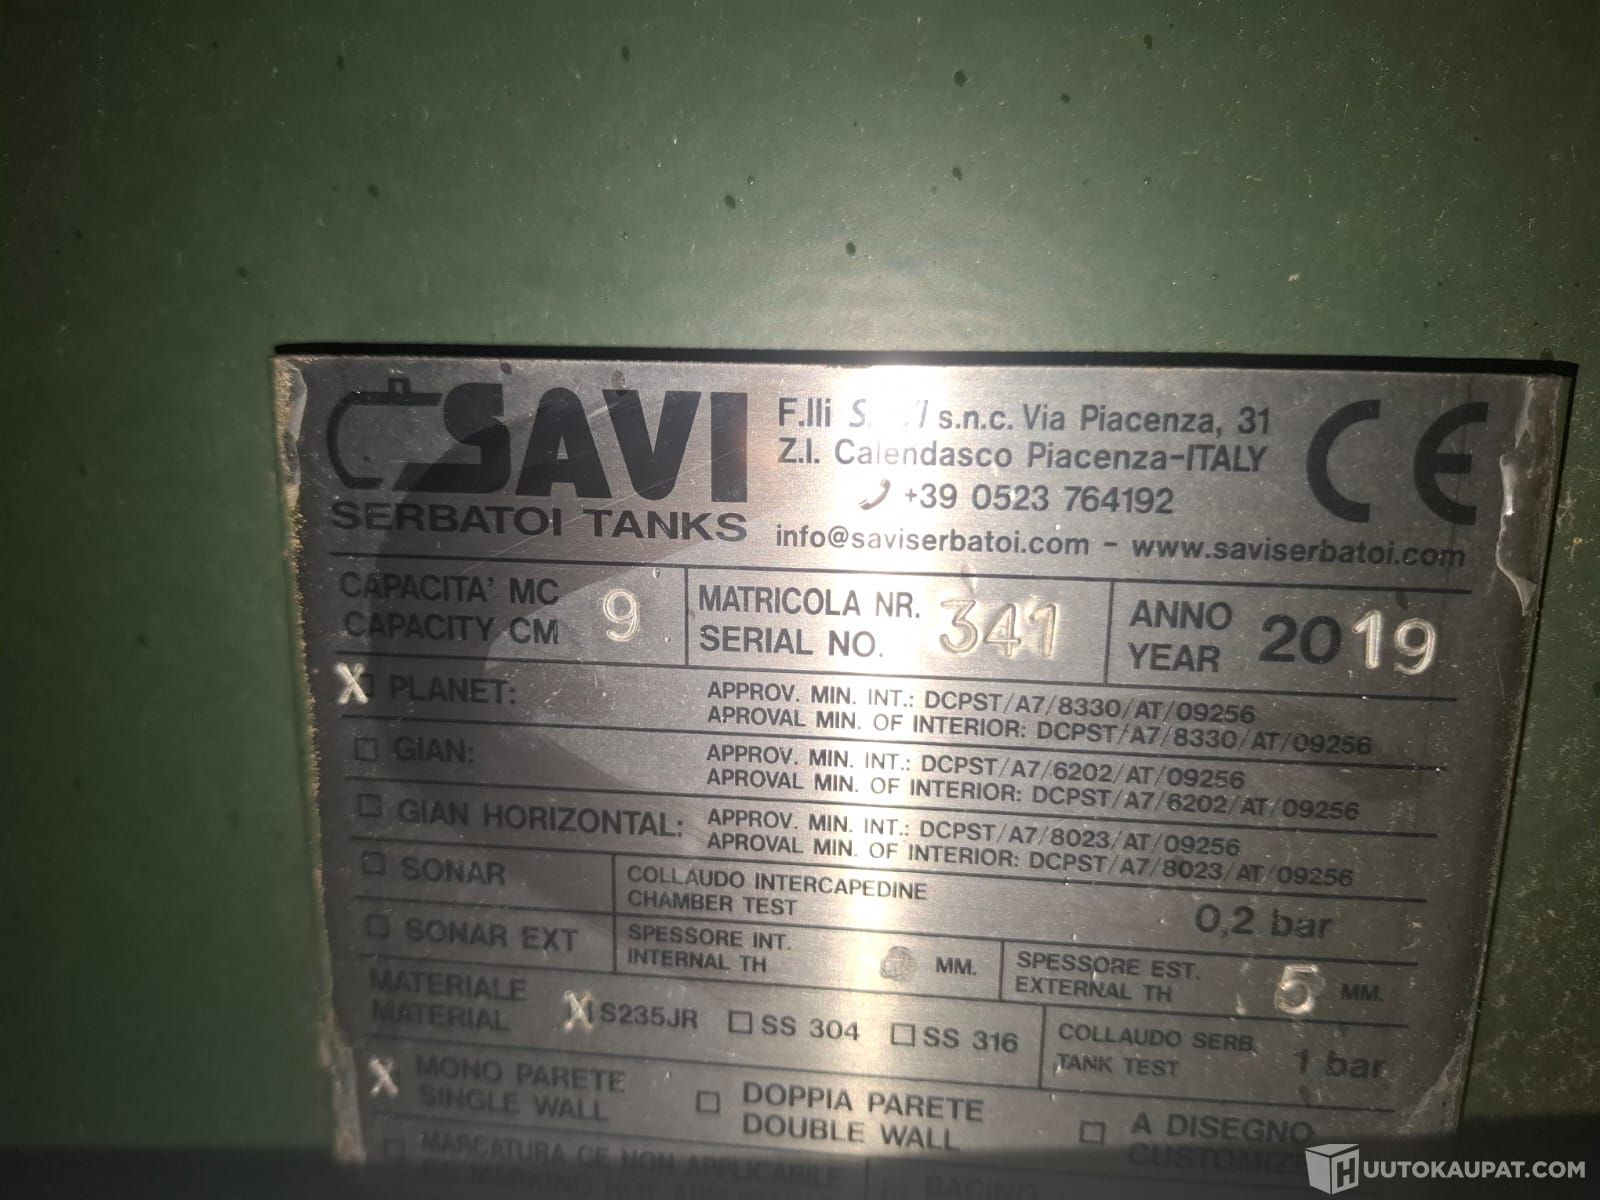 SAVI
SERBATOI TANKS
F.lli s.n.c. Via Piacenza, 31
Z.I. Calendasco Piacenza-ITALY
+39 0523 764192
info@saviserbatoi.com - www.saviserbatoi.com
CE
CAPACITA' MC
CAPACITY CM
9
MATRICOLA NR.
SERIAL NO.
341
ANNO
YEAR
2019
X PLANET:
APPROV. MIN. INT.: DCPST/A7/8330/AT/09256
APROVAL MIN. OF INTERIOR: DCPST/A7/8330/AT/09256
GIAN:
APPROV. MIN. INT.: DCPST/A7/6202/AT/09256
APROVAL MIN. OF INTERIOR: DCPST/A7/6202/AT/09256
GIAN HORIZONTAL:
APPROV. MIN. INT.: DCPST/A7/8023/AT/09256
APROVAL MIN. OF INTERIOR: DCPST/A7/8023/AT/09256
SONAR
COLLAUDO INTERCAPEDINE
CHAMBER TEST
0,2 bar
SONAR EXT
SPESSORE INT.
INTERNAL TH
MM.
SPESSORE EST.
EXTERNAL TH
5 MM.
MATERIALE
MATERIAL
X S235JR
SS 304
SS 316
COLLAUDO SERB.
TANK TEST
1 bar
X MONO PARETE
SINGLE WALL
DOPPIA PARETE
DOUBLE WALL
A DISEGNO
MARCATURA CE NON APPLICABILE
HUUTOKAUPAT.COM